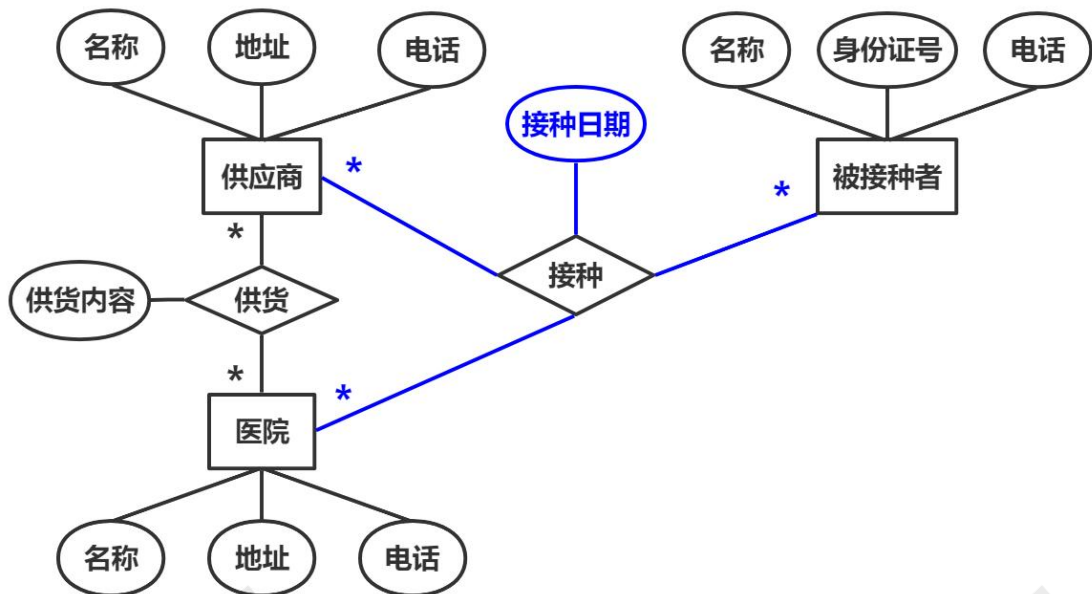 名称 地址 电话 名称 身份证号 电话
接种日期
供应商 * * 被接种者
*
接种
供货内容 供货
* *
医院
名称 地址 电话